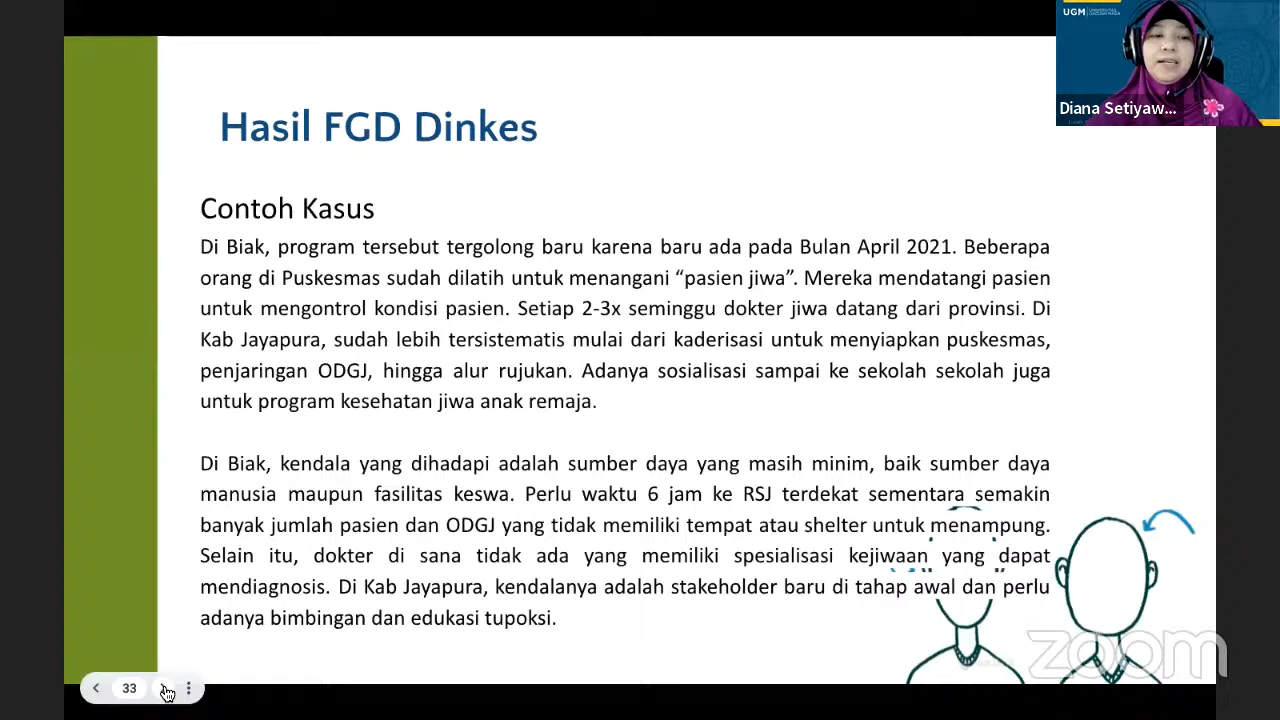 UGM
Diana Setiyaw...
Hasil FGD Dinkes
Contoh Kasus
Di Biak, program tersebut tergolong baru karena baru ada pada Bulan April 2021. Beberapa
orang di Puskesmas sudah dilatih untuk menangani “pasien jiwa”. Mereka mendatangi pasien
untuk mengontrol kondisi pasien. Setiap 2-3x seminggu dokter jiwa datang dari provinsi. Di
Kab Jayapura, sudah lebih tersistematis mulai dari kaderisasi untuk menyiapkan puskesmas,
penjaringan ODGJ, hingga alur rujukan. Adanya sosialisasi sampai ke sekolah sekolah juga
untuk program kesehatan jiwa anak remaja.
Di Biak, kendala yang dihadapi adalah sumber daya yang masih minim, baik sumber daya
manusia maupun fasilitas keswa. Perlu waktu 6 jam ke RSJ terdekat sementara semakin
banyak jumlah pasien dan ODGJ yang tidak memiliki tempat atau shelter untuk menampung.
Selain itu, dokter di sana tidak ada yang memiliki spesialisasi kejiwaan yang dapat
mendiagnosis. Di Kab Jayapura, kendalanya adalah stakeholder baru di tahap awal dan perlu
adanya bimbingan dan edukasi tupoksi.
zoom
33